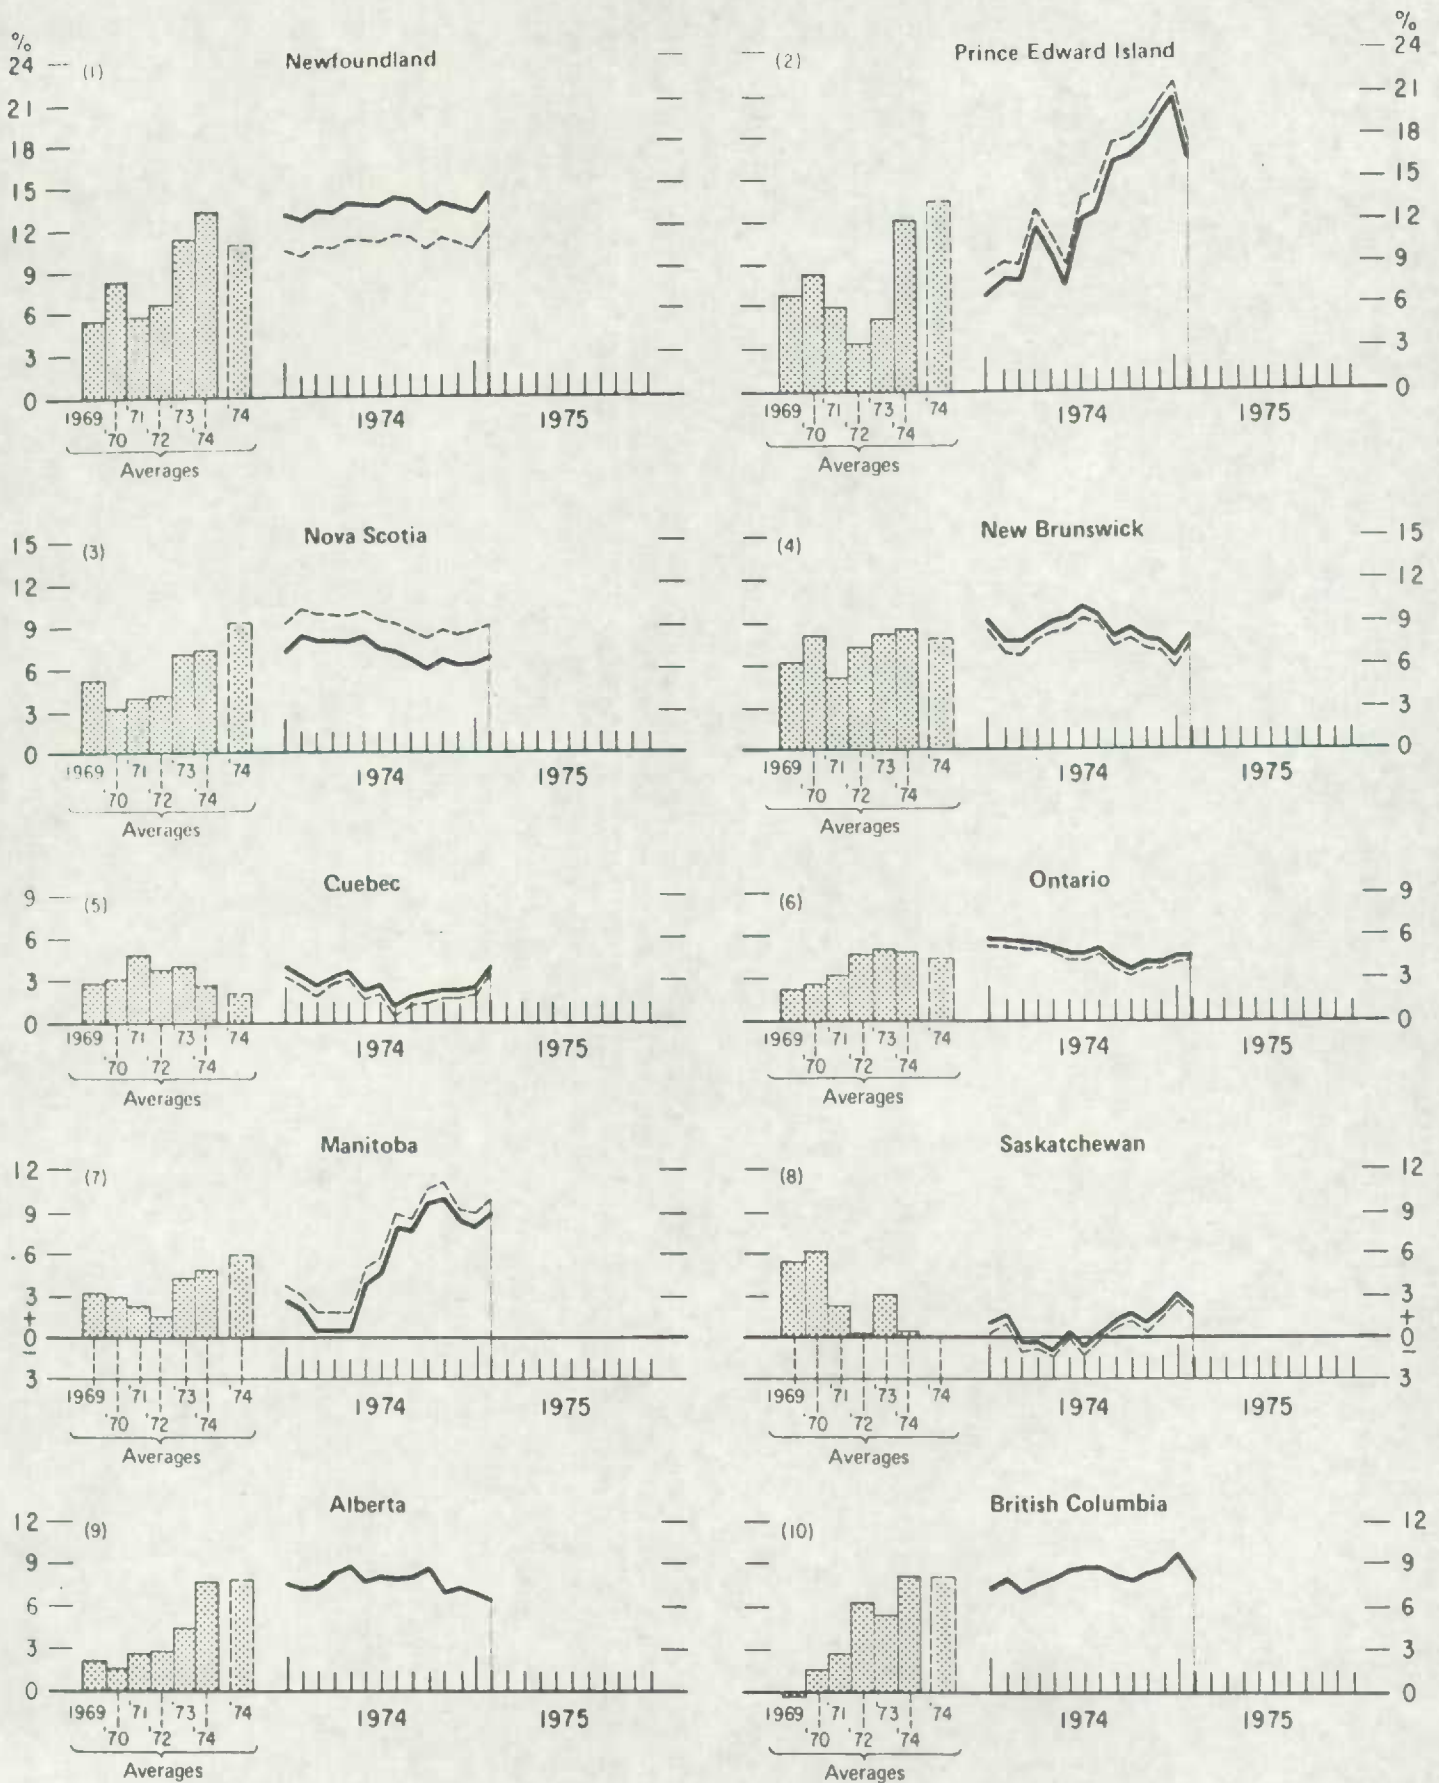 %
24
21
18
15
12
9
6
3
0
(1)
Newfoundland
1969 '71 '73 '74
'70 '72 '74
Averages
1974
1975
(2)
Prince Edward Island
%
24
21
18
15
12
9
6
3
0
1969 '71 '73 '74
'70 '72 '74
Averages
1974
1975
15
12
9
6
3
0
(3)
Nova Scotia
1969 '71 '73 '74
'70 '72 '74
Averages
1974
1975
(4)
New Brunswick
15
12
9
6
3
0
1969 '71 '73 '74
'70 '72 '74
Averages
1974
1975
9
6
3
0
(5)
Cuebec
1969 '71 '73 '74
'70 '72 '74
Averages
1974
1975
(6)
Ontario
9
6
3
0
1969 '71 '73 '74
'70 '72 '74
Averages
1974
1975
12
9
6
3
+
0
–
3
(7)
Manitoba
1969 '71 '73 '74
'70 '72 '74
Averages
1974
1975
(8)
Saskatchewan
12
9
6
3
+
0
–
3
1969 '71 '73 '74
'70 '72 '74
Averages
1974
1975
12
9
6
3
0
(9)
Alberta
1969 '71 '73 '74
'70 '72 '74
Averages
1974
1975
(10)
British Columbia
12
9
6
3
0
1969 '71 '73 '74
'70 '72 '74
Averages
1974
1975